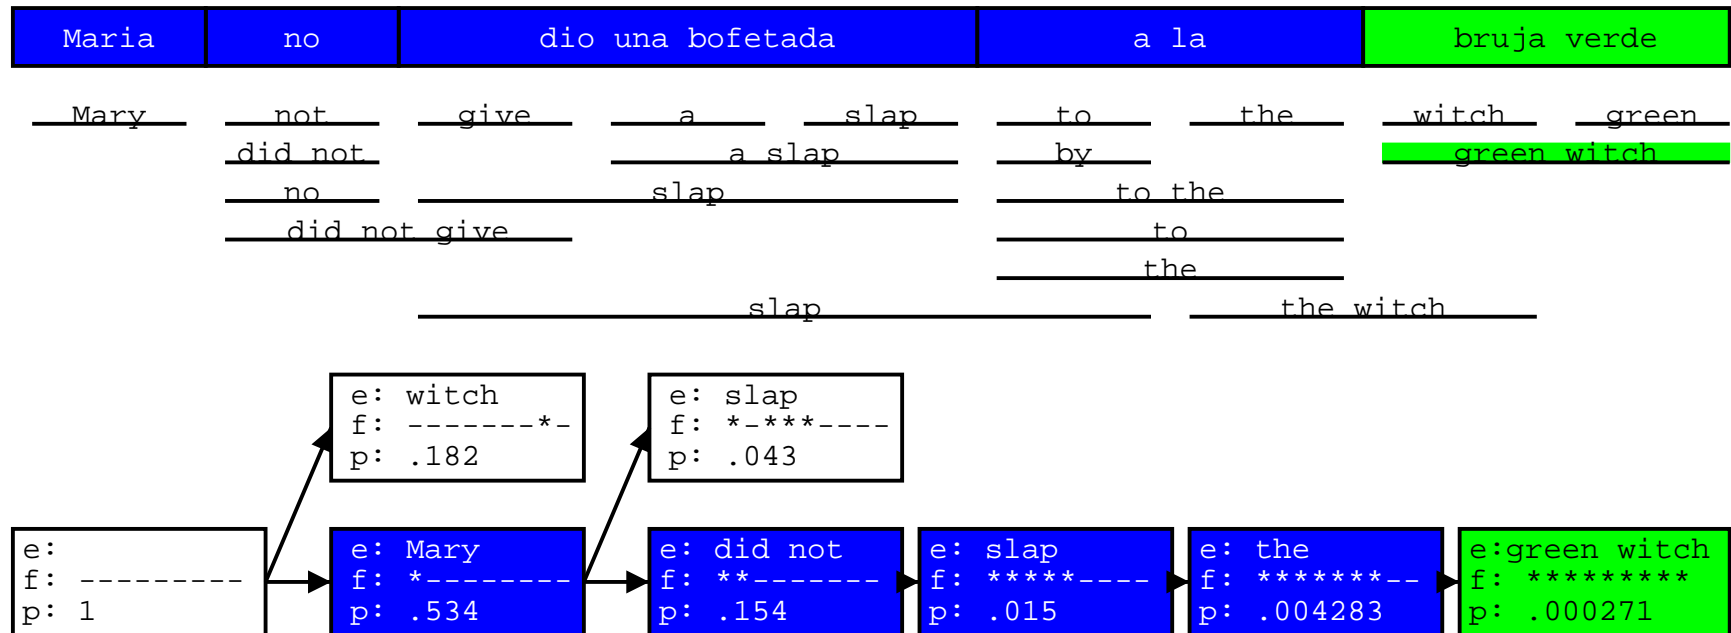 Maria no dio una bofetada a la bruja verde
Mary not give a slap to the witch green
did not a slap by green witch
no slap to the
did not give to
the
slap the witch
e: witch
f: -------*-
p: .182
e: slap
f: *-***----
p: .043
e:
f: ---------
p: 1
e: Mary
f: *--------
p: .534
e: did not
f: **-------
p: .154
e: slap
f: *****----
p: .015
e: the
f: *******--
p: .004283
e:green witch
f: *********
p: .000271